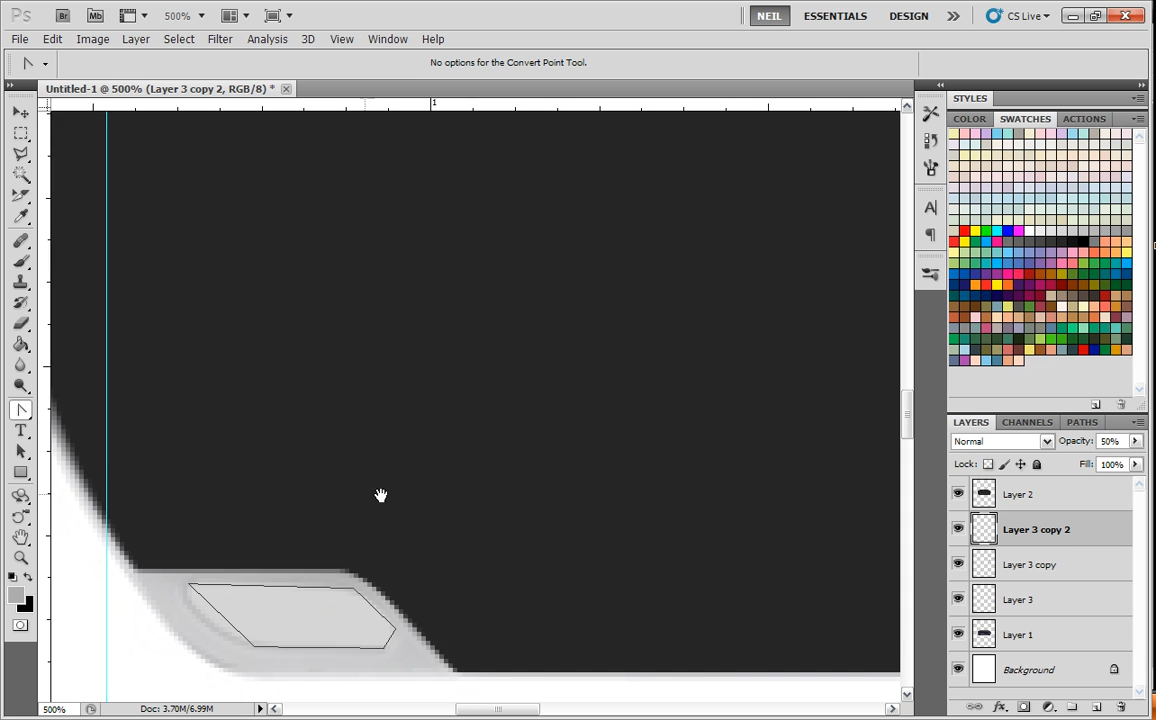 Ps Br Mb 500% NEIL ESSENTIALS DESIGN CS Live
File Edit Image Layer Select Filter Analysis 3D View Window Help
No options for the Convert Point Tool.
Untitled-1 @ 500% (Layer 3 copy 2, RGB/8) *
1
STYLES
COLOR SWATCHES ACTIONS
LAYERS CHANNELS PATHS
Normal Opacity: 50%
Lock: Fill: 100%
Layer 2
Layer 3 copy 2
Layer 3 copy
Layer 3
Layer 1
Background
500% Doc: 3.70M/6.99M